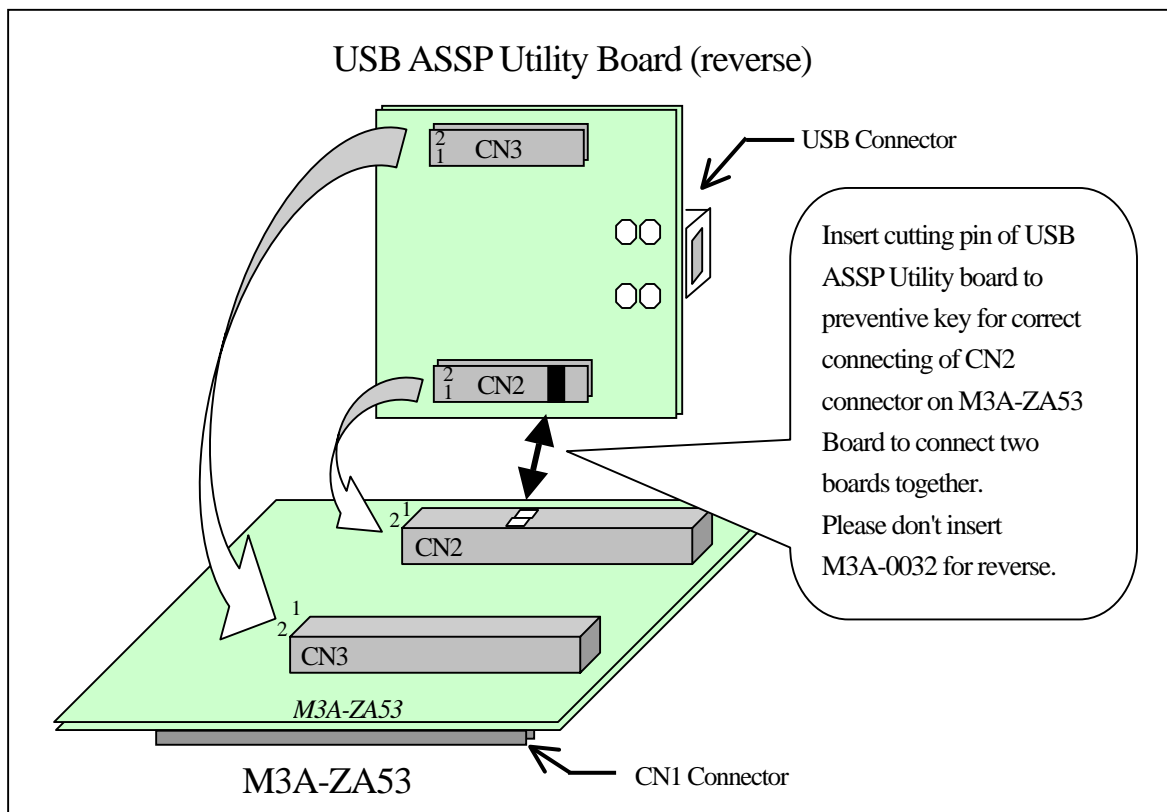 USB ASSP Utility Board (reverse)
2
1
CN3
USB Connector
Insert cutting pin of USB
ASSP Utility board to
preventive key for correct
connecting of CN2
connector on M3A-ZA53
Board to connect two
boards together.
Please don't insert
M3A-0032 for reverse.
2
1
CN2
1
2
CN2
1
2
CN3
M3A-ZA53
M3A-ZA53
CN1 Connector